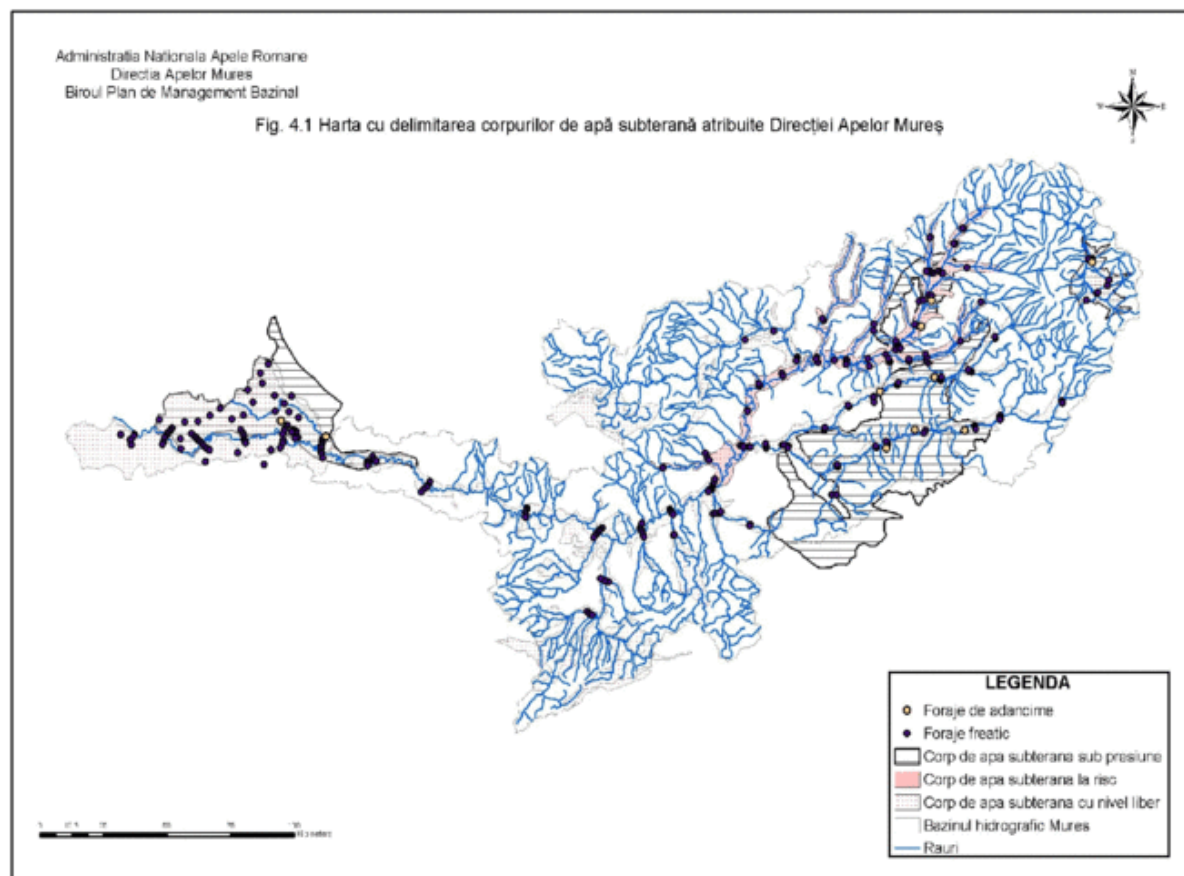 Administratia Nationala Apele Romane
Directia Apelor Mures
Biroul Plan de Management Bazinal
Fig. 4.1 Harta cu delimitarea corpurilor de apă subterană atribuite Direcției Apelor Mureș
LEGENDA
Foraje de adancime
Foraje freatic
Corp de apa subterana sub presiune
Corp de apa subterana la risc
Corp de apa subterana cu nivel liber
Bazinul hidrografic Mures
Rauri